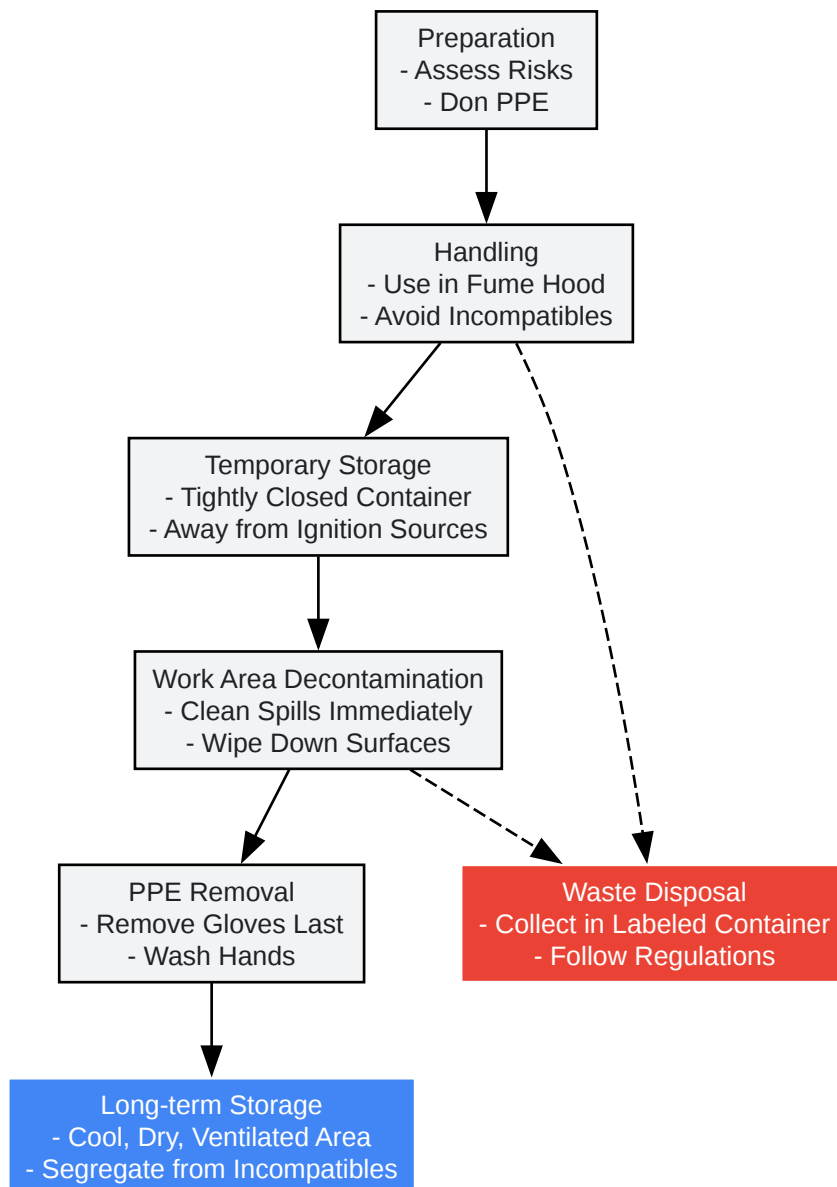 Preparation
- Assess Risks
- Don PPE
Handling
- Use in Fume Hood
- Avoid Incompatibles
Temporary Storage
- Tightly Closed Container
- Away from Ignition Sources
Work Area Decontamination
- Clean Spills Immediately
- Wipe Down Surfaces
PPE Removal
- Remove Gloves Last
- Wash Hands
Waste Disposal
- Collect in Labeled Container
- Follow Regulations
Long-term Storage
- Cool, Dry, Ventilated Area
- Segregate from Incompatibles